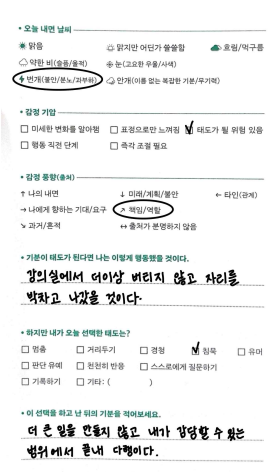 • 오늘 내면 날씨
맑음 맑지만 어딘가 쓸쓸함 흐림/먹구름
약한 비(슬픔/울적) 눈(고요한 우울/사색)
번개(불안/분노/과부하) 안개(이름 없는 복잡한 기분/무기력)
• 감정 기압
☐ 미세한 변화를 알아챔 ☐ 표정으로만 느껴짐 ☑ 태도가 될 위험 있음
☐ 행동 직전 단계 ☐ 즉각 조절 필요
• 감정 풍향(출처)
↑ 나의 내면 ↓ 미래/계획/불안 ← 타인(관계)
→ 나에게 향하는 기대/요구 ↗ 책임/역할
↘ 과거/흔적 ↔ 출처가 분명하지 않음
• 기분이 태도가 된다면 나는 이렇게 행동했을 것이다.
강의실에서 더이상 버티지 않고 자리를
박차고 나갔을 것이다.
• 하지만 내가 오늘 선택한 태도는?
☐ 멈춤 ☐ 거리두기 ☐ 경청 ☑ 침묵 ☐ 유머
☐ 판단 유예 ☐ 천천히 반응 ☐ 스스로에게 질문하기
☐ 기록하기 ☐ 기타: ( )
• 이 선택을 하고 난 뒤의 기분을 적어보세요.
더 큰 일을 만들지 않고 내가 감당할 수 있는
범위에서 끝내 다행이다.